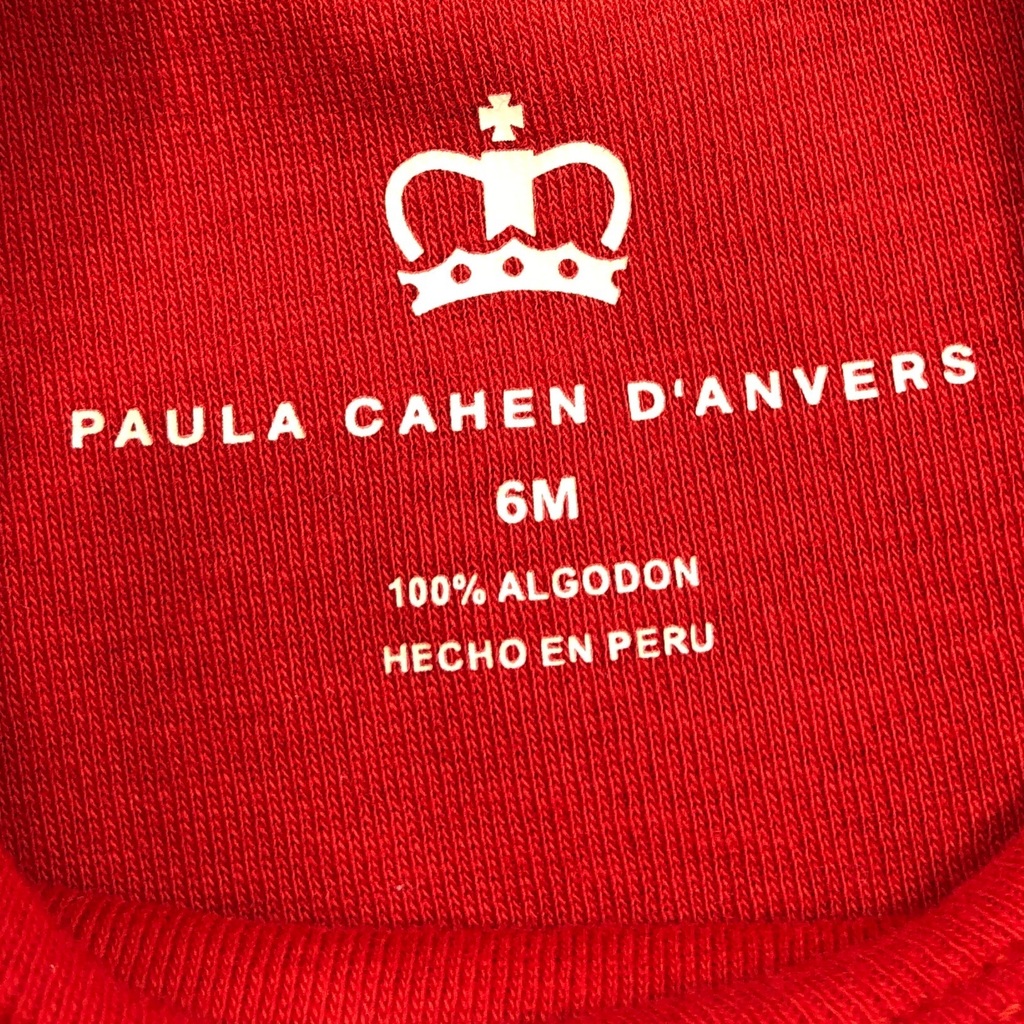 PAULA CAHEN D'ANVERS
6M
100% ALGODON
HECHO EN PERU